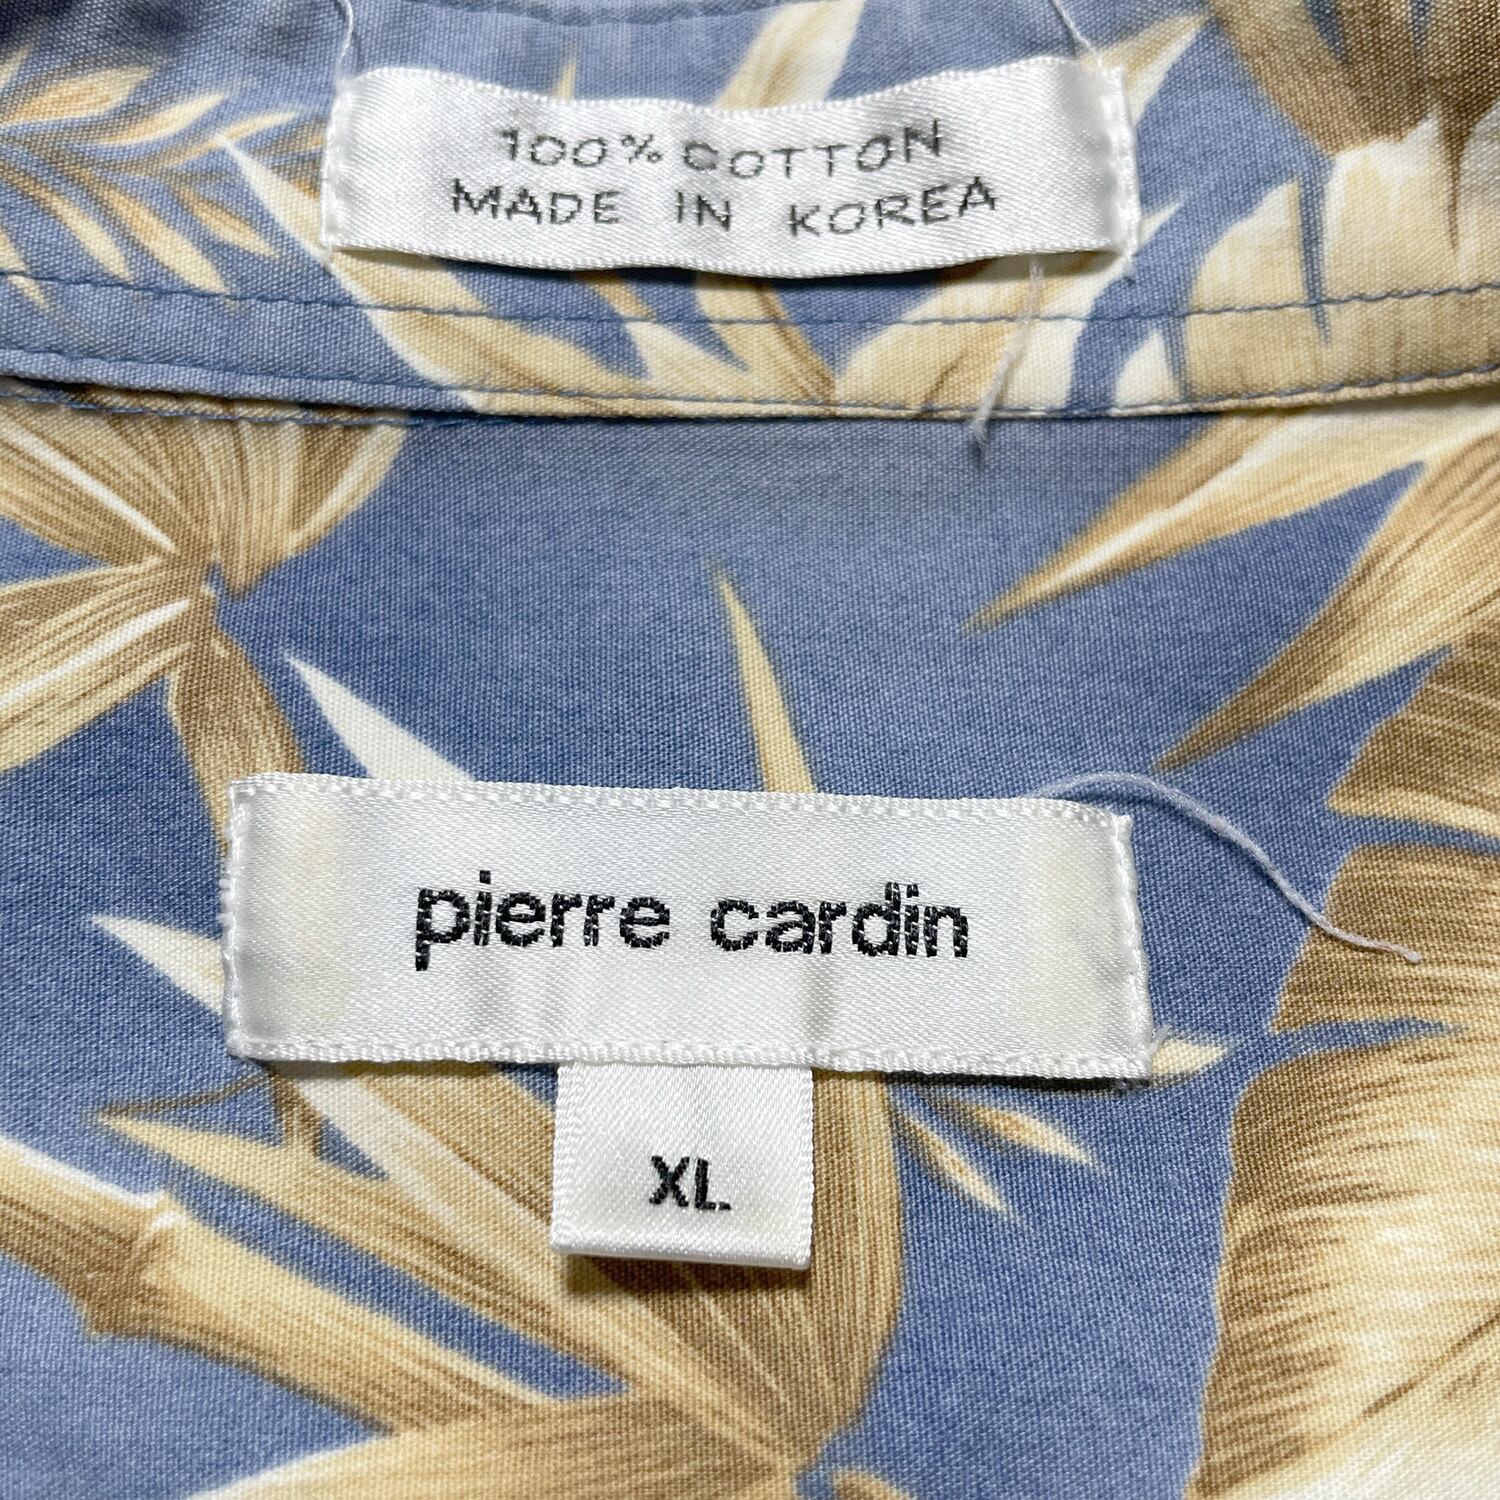 100% COTTON
MADE IN KOREA
pierre cardin
XL